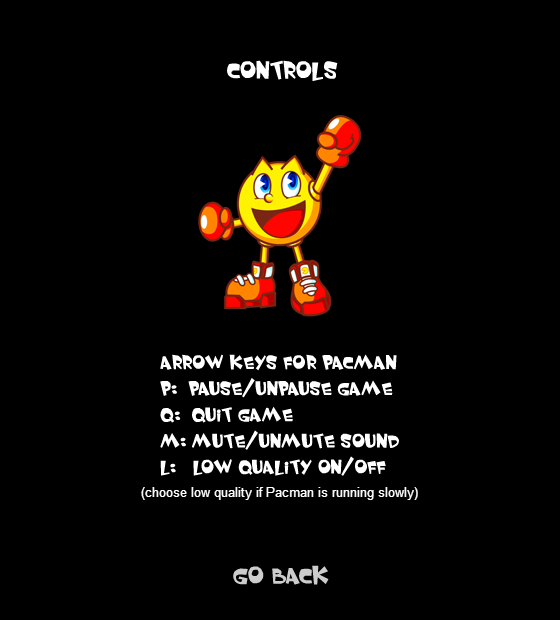 CONTROLS
ARROW KEYS FOR PACMAN
P: PAUSE/UNPAUSE GAME
Q: QUIT GAME
M: MUTE/UNMUTE SOUND
L: LOW QUALITY ON/OFF
(choose low quality if Pacman is running slowly)
GO BACK